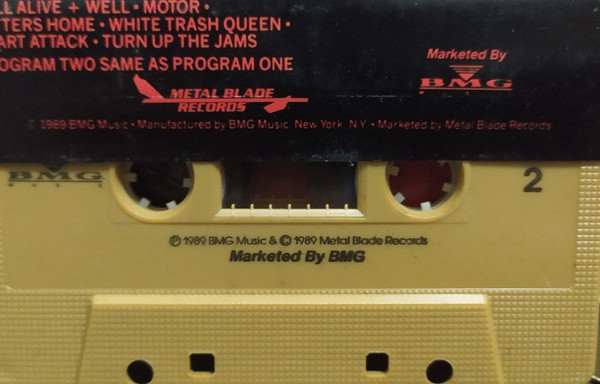 LL ALIVE + WELL • MOTOR •
TTERS HOME • WHITE TRASH QUEEN •
ART ATTACK • TURN UP THE JAMS
OGRAM TWO SAME AS PROGRAM ONE
Marketed By
BMG
METAL BLADE
RECORDS
1989 BMG Music • Manufactured by BMG Music, New York, N.Y. • Marketed by Metal Blade Records
BMG
2
℗ 1989 BMG Music & © 1989 Metal Blade Records
Marketed By BMG